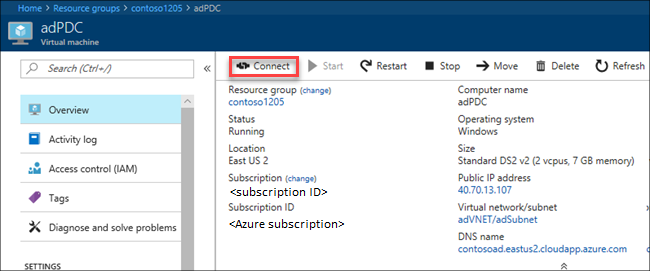 Home > Resource groups > contoso1205 > adPDC
adPDC
Virtual machine
Search (Ctrl+/)
Overview
Activity log
Access control (IAM)
Tags
Diagnose and solve problems
SETTINGS
Connect Start Restart Stop Move Delete Refresh
Resource group (change)
contoso1205
Status
Running
Location
East US 2
Subscription (change)
<subscription ID>
Subscription ID
<Azure subscription>
Computer name
adPDC
Operating system
Windows
Size
Standard DS2 v2 (2 vcpus, 7 GB memory)
Public IP address
40.70.13.107
Virtual network/subnet
adVNET/adSubnet
DNS name
contosoad.eastus2.cloudapp.azure.com